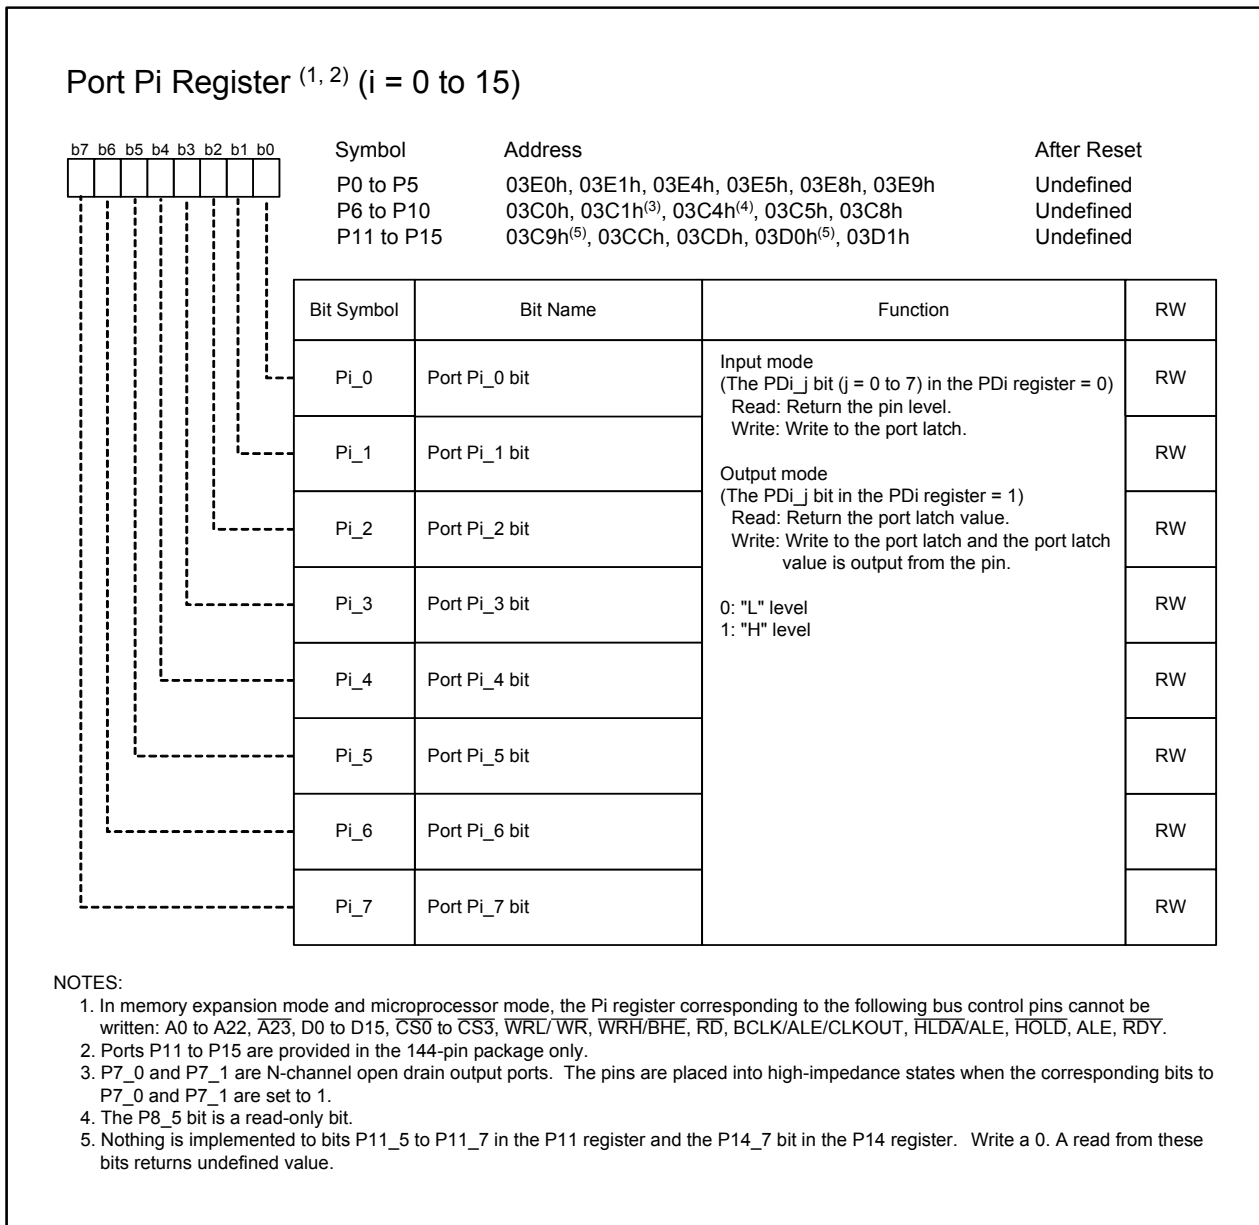 Port Pi Register (1, 2) (i = 0 to 15)
b7 b6 b5 b4 b3 b2 b1 b0
Symbol Address After Reset
P0 to P5 03E0h, 03E1h, 03E4h, 03E5h, 03E8h, 03E9h Undefined
P6 to P10 03C0h, 03C1h(3), 03C4h(4), 03C5h, 03C8h Undefined
P11 to P15 03C9h(5), 03CCh, 03CDh, 03D0h(5), 03D1h Undefined
Bit Symbol Bit Name Function RW
Pi_0 Port Pi_0 bit RW
Pi_1 Port Pi_1 bit RW
Pi_2 Port Pi_2 bit RW
Pi_3 Port Pi_3 bit RW
Pi_4 Port Pi_4 bit RW
Pi_5 Port Pi_5 bit RW
Pi_6 Port Pi_6 bit RW
Pi_7 Port Pi_7 bit RW
Input mode
(The PDi_j bit (j = 0 to 7) in the PDi register = 0)
Read: Return the pin level.
Write: Write to the port latch.
Output mode
(The PDi_j bit in the PDi register = 1)
Read: Return the port latch value.
Write: Write to the port latch and the port latch
value is output from the pin.
0: "L" level
1: "H" level
NOTES:
1. In memory expansion mode and microprocessor mode, the Pi register corresponding to the following bus control pins cannot be
written: A0 to A22, A̅2̅3̅, D0 to D15, C̅S̅0̅ to C̅S̅3̅, W̅R̅L̅/ W̅R̅, W̅R̅H̅/B̅H̅E̅, R̅D̅, BCLK/ALE/CLKOUT, H̅L̅D̅A̅/ALE, H̅O̅L̅D̅, ALE, R̅D̅Y̅.
2. Ports P11 to P15 are provided in the 144-pin package only.
3. P7_0 and P7_1 are N-channel open drain output ports. The pins are placed into high-impedance states when the corresponding bits to
P7_0 and P7_1 are set to 1.
4. The P8_5 bit is a read-only bit.
5. Nothing is implemented to bits P11_5 to P11_7 in the P11 register and the P14_7 bit in the P14 register. Write a 0. A read from these
bits returns undefined value.